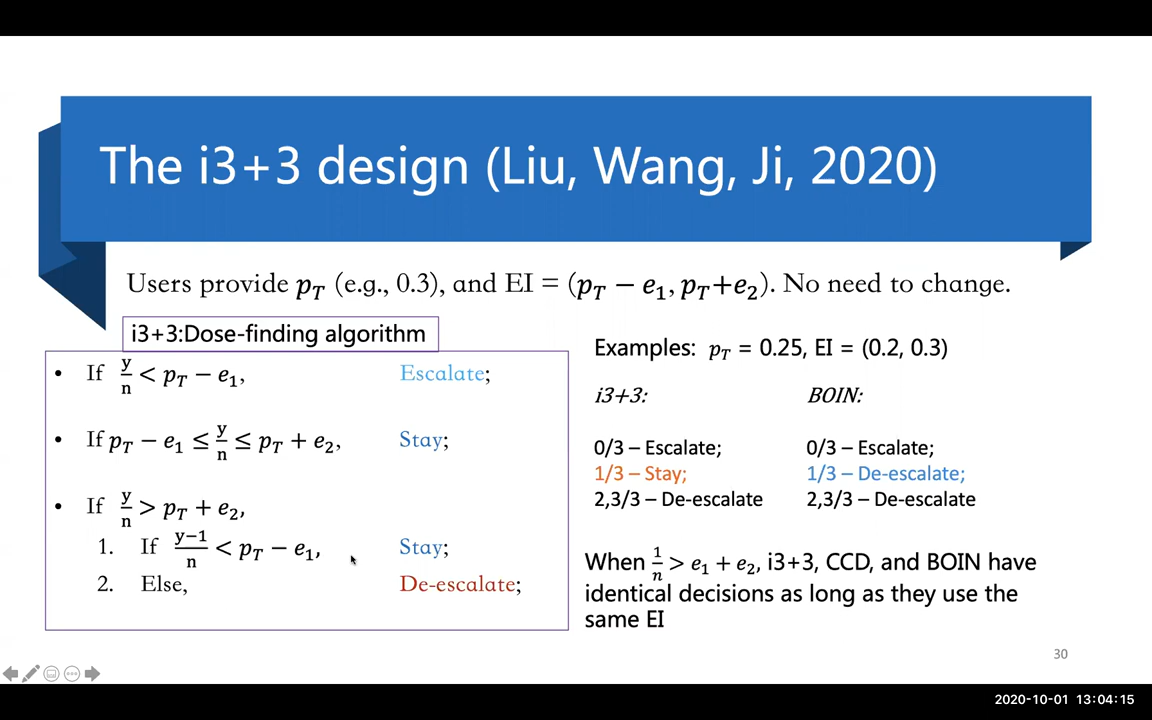 The i3+3 design (Liu, Wang, Ji, 2020)
Users provide p_T (e.g., 0.3), and EI = (p_T − e_1, p_T+e_2). No need to change.
i3+3:Dose-finding algorithm
• If y/n < p_T − e_1, Escalate;
• If p_T − e_1 ≤ y/n ≤ p_T + e_2, Stay;
• If y/n > p_T + e_2,
1. If (y−1)/n < p_T − e_1, Stay;
2. Else, De-escalate;
Examples: p_T = 0.25, EI = (0.2, 0.3)
i3+3: BOIN:
0/3 – Escalate; 0/3 – Escalate;
1/3 – Stay; 1/3 – De-escalate;
2,3/3 – De-escalate 2,3/3 – De-escalate
When 1/n > e_1 + e_2, i3+3, CCD, and BOIN have
identical decisions as long as they use the
same EI
30
2020-10-01 13:04:15